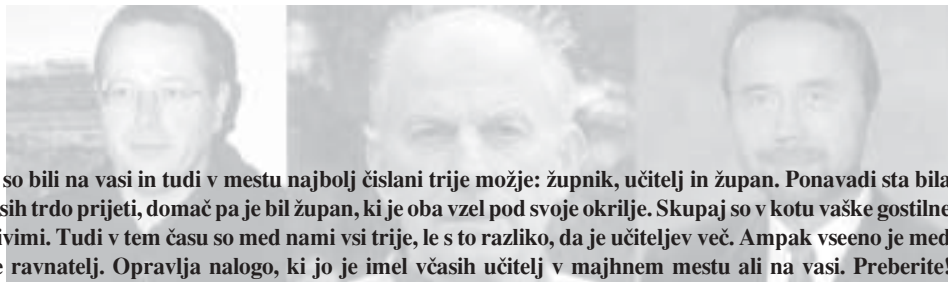 so bili na vasi in tudi v mestu najbolj čislani trije možje: župnik, učitelj in župan. Ponavadi sta bila
sih trdo prijeti, domač pa je bil župan, ki je oba vzel pod svoje okrilje. Skupaj so v kotu vaške gostilne
ivimi. Tudi v tem času so med nami vsi trije, le s to razliko, da je učiteljev več. Ampak vseeno je med
e ravnatelj. Opravlja nalogo, ki jo je imel včasih učitelj v majhnem mestu ali na vasi. Preberite!